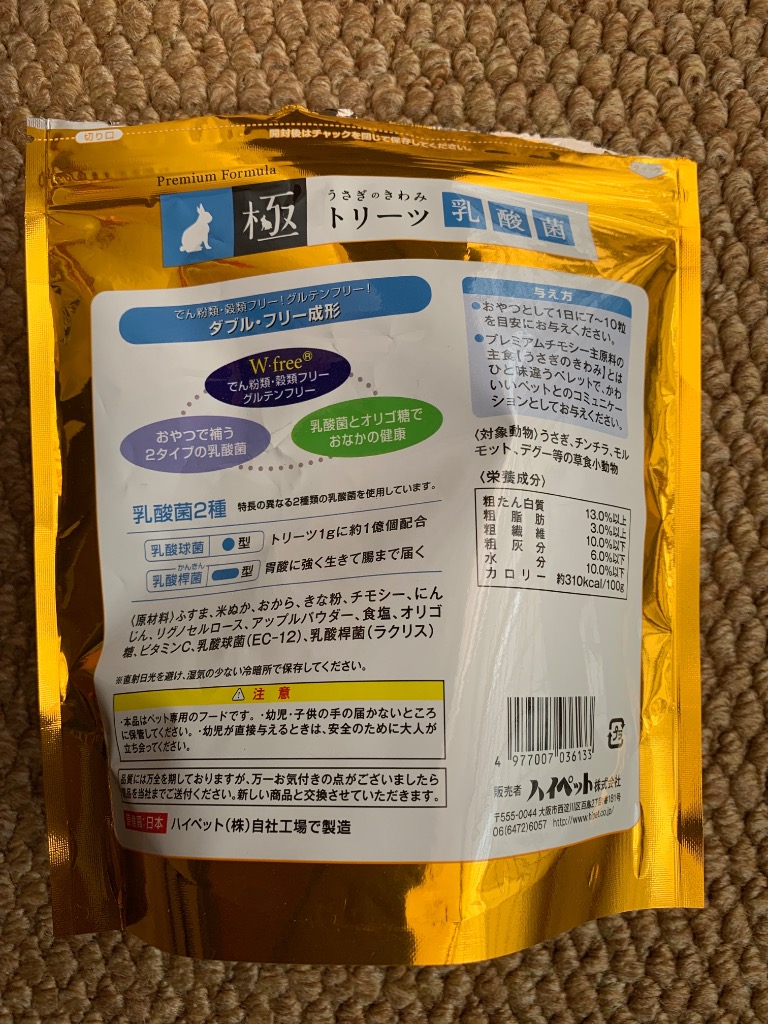 切り口
開封後はチャックを閉じて保存してください。
Premium Formula
極
うさぎのきわみ
トリーツ
乳酸菌
でん粉類・穀類フリー!グルテンフリー!
ダブル・フリー成形
W・free®
でん粉類・穀類フリー
グルテンフリー
おやつで補う
2タイプの乳酸菌
乳酸菌とオリゴ糖で
おなかの健康
乳酸菌2種 特長の異なる2種類の乳酸菌を使用しています。
乳酸球菌 ●型 トリーツ1gに約1億個配合
かんきん
乳酸桿菌 型 胃酸に強く生きて腸まで届く
〈原材料〉ふすま、米ぬか、おから、きな粉、チモシー、にん
じん、リグノセルロース、アップルパウダー、食塩、オリゴ
糖、ビタミンC、乳酸球菌(EC-12)、乳酸桿菌(ラクリス)
※直射日光を避け、湿気の少ない冷暗所で保存してください。
⚠ 注意
・本品はペット専用のフードです。・幼児・子供の手の届かないところ
に保管してください。・幼児が直接与えるときは、安全のために大人が
立ち会ってください。
品質には万全を期しておりますが、万一お気付きの点がございましたら
現品を当社までご送付ください。新しい商品と交換させていただきます。
原産国:日本 ハイペット(株)自社工場で製造
与え方
●おやつとして1日に7〜10粒
を目安にお与えください。
●プレミアムチモシー主原料の
主食【うさぎのきわみ】とは
ひと味違うペレットで、かわ
いいペットとのコミュニケー
ションとしてお与えください。
〈対象動物〉うさぎ、チンチラ、モル
モット、デグー等の草食小動物
〈栄養成分〉
粗たん白質 13.0%以上
粗脂肪 3.0%以上
粗繊維 10.0%以下
粗灰分 6.0%以下
水分 10.0%以下
カロリー 約310kcal/100g
4 977007 036133
プラ
販売者 ハイペット株式会社
〒555-0044 大阪市西淀川区百島2丁目 番181号
06(6472)6057 http://www.hipet.co.jp/